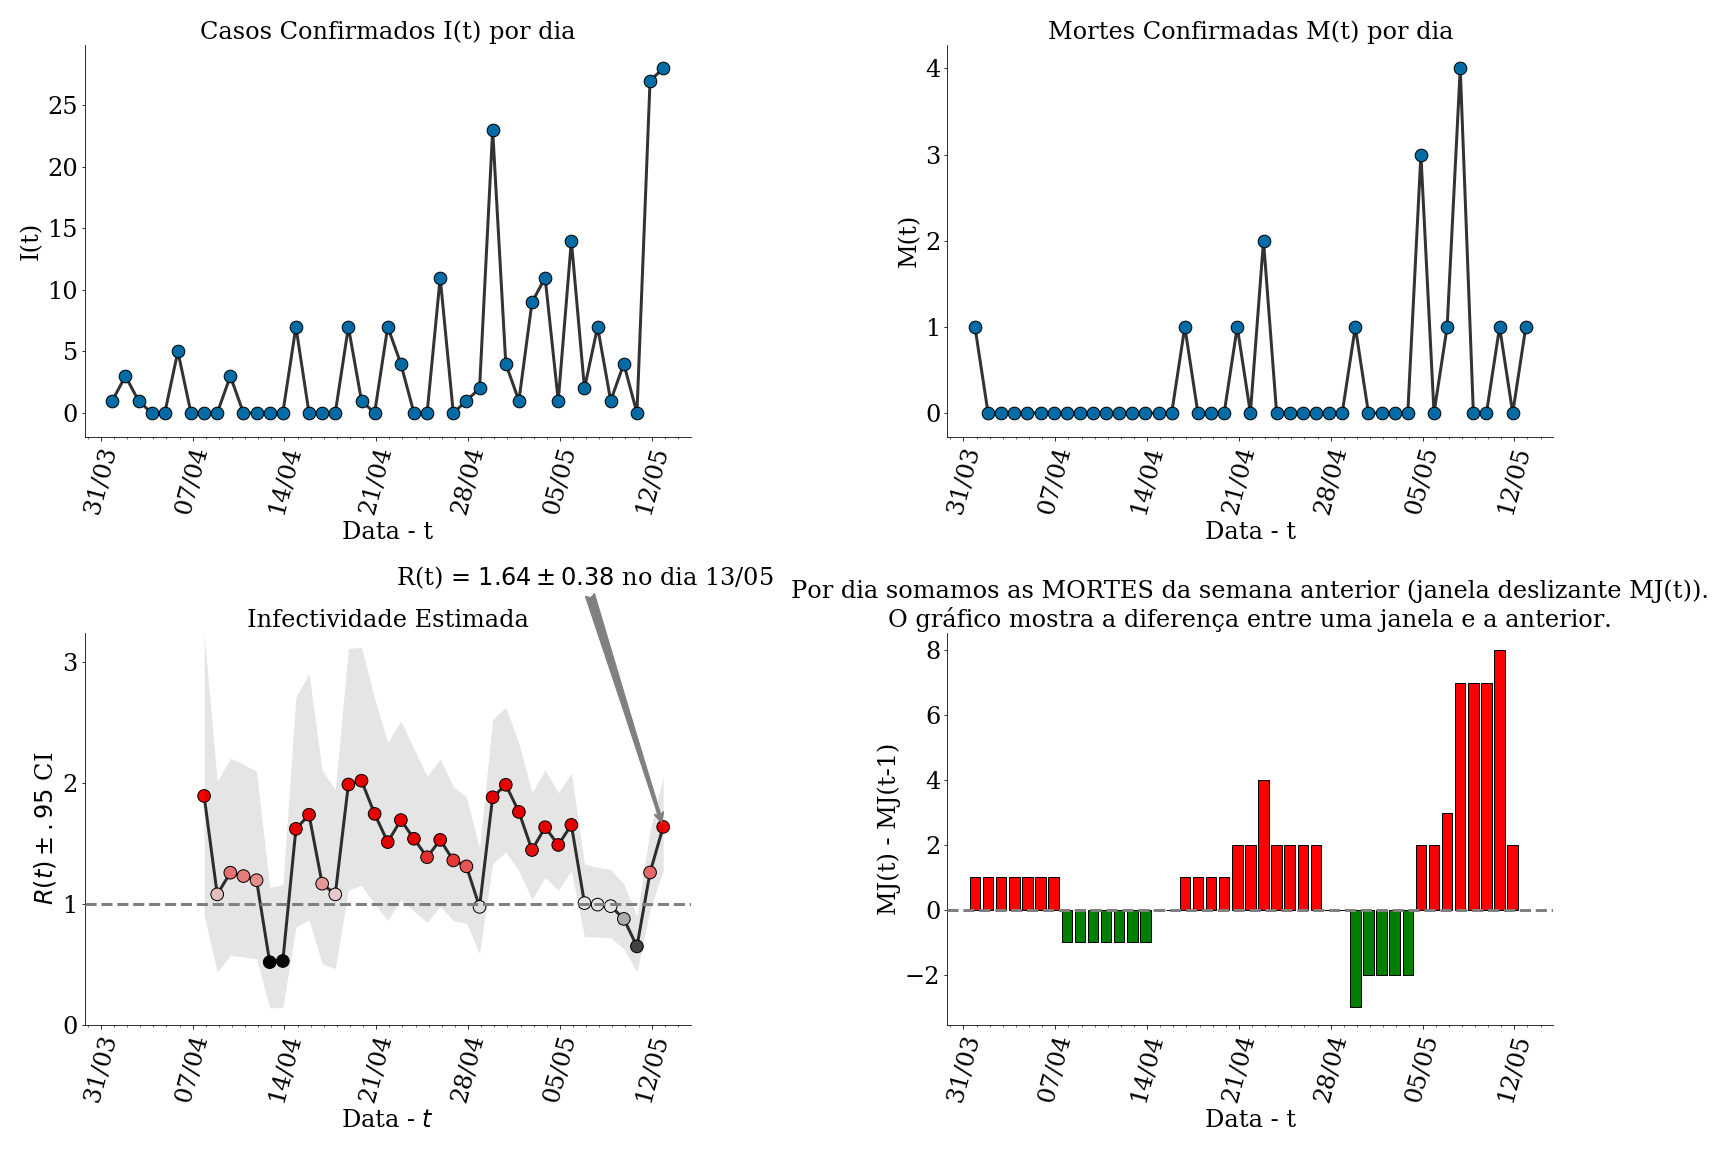 Casos Confirmados I(t) por dia
I(t)
25
20
15
10
5
0
31/03 07/04 14/04 21/04 28/04 05/05 12/05
Data - t
Mortes Confirmadas M(t) por dia
M(t)
4
3
2
1
0
31/03 07/04 14/04 21/04 28/04 05/05 12/05
Data - t
R(t) = 1.64 ± 0.38 no dia 13/05
Infectividade Estimada
R(t) ± .95 CI
3
2
1
0
31/03 07/04 14/04 21/04 28/04 05/05 12/05
Data - t
Por dia somamos as MORTES da semana anterior (janela deslizante MJ(t)).
O gráfico mostra a diferença entre uma janela e a anterior.
MJ(t) - MJ(t-1)
8
6
4
2
0
−2
31/03 07/04 14/04 21/04 28/04 05/05 12/05
Data - t